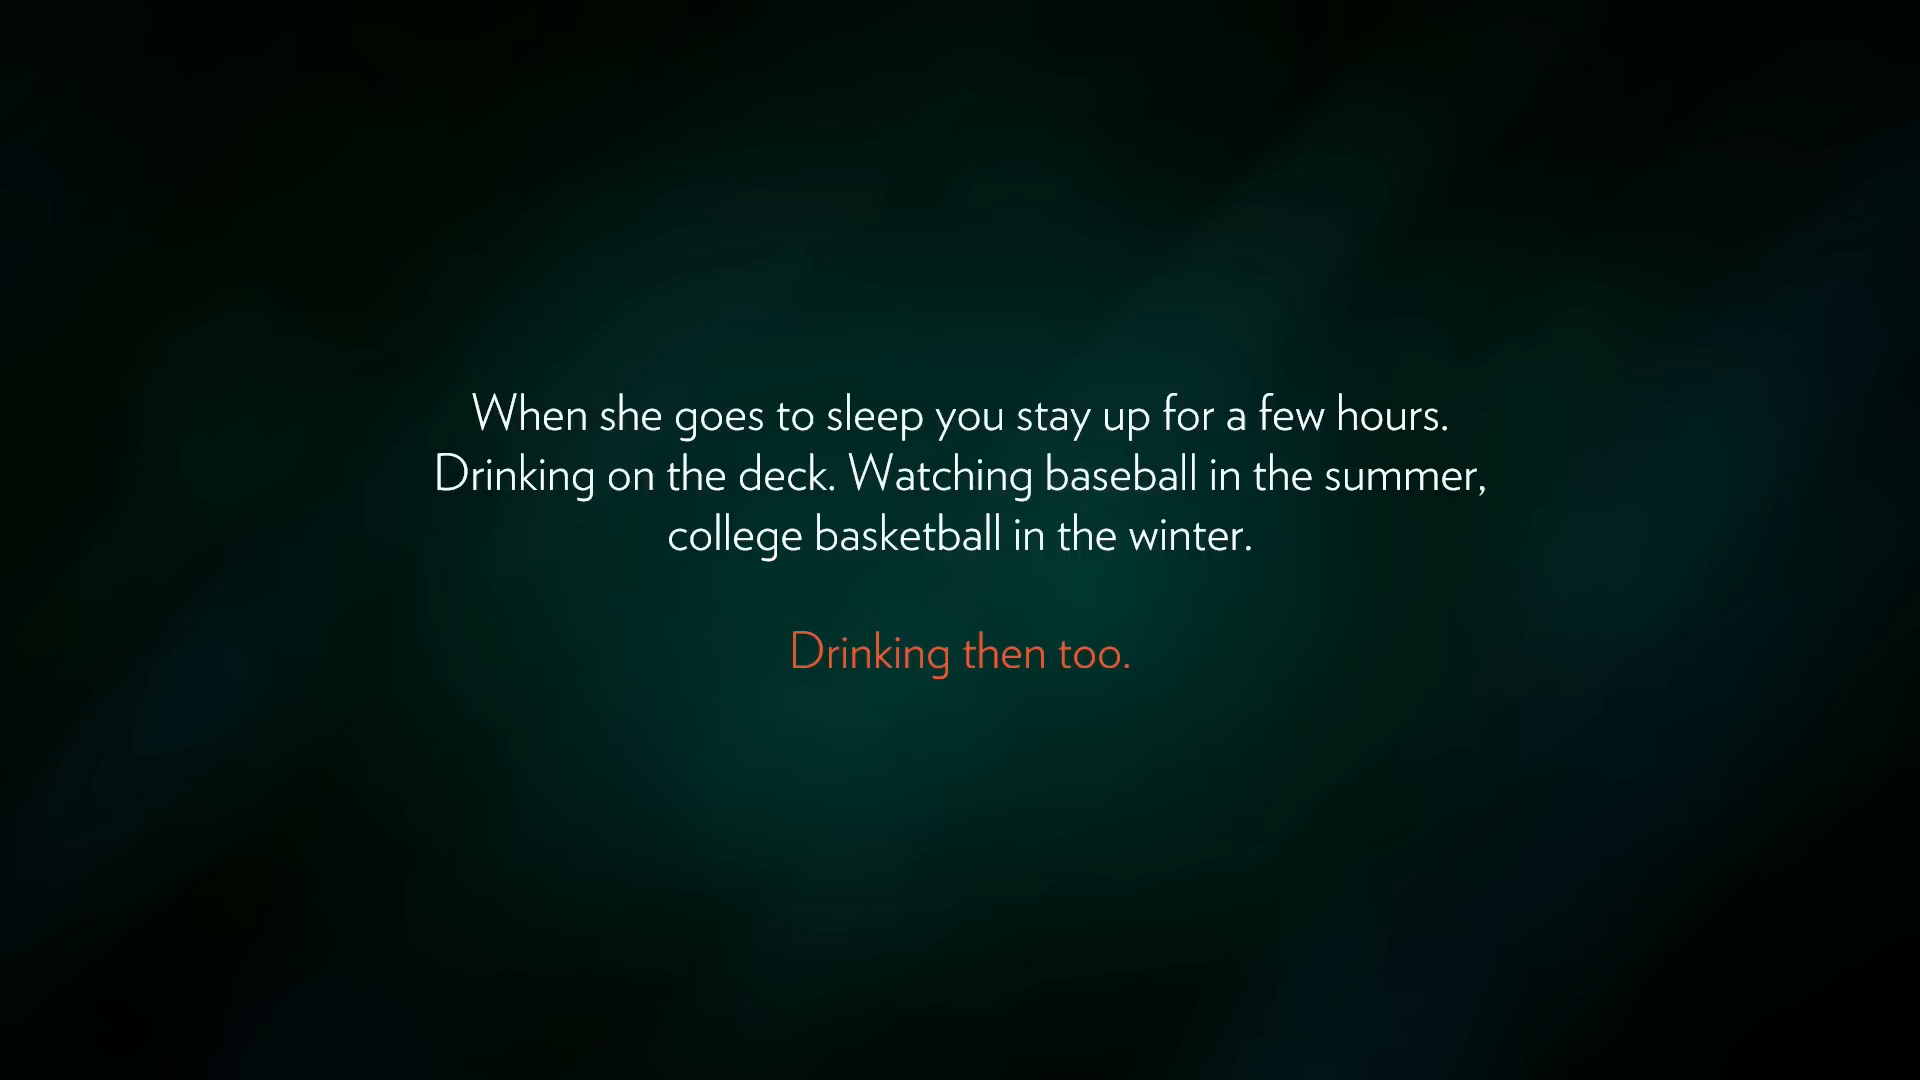 When she goes to sleep you stay up for a few hours.
Drinking on the deck. Watching baseball in the summer,
college basketball in the winter.
Drinking then too.